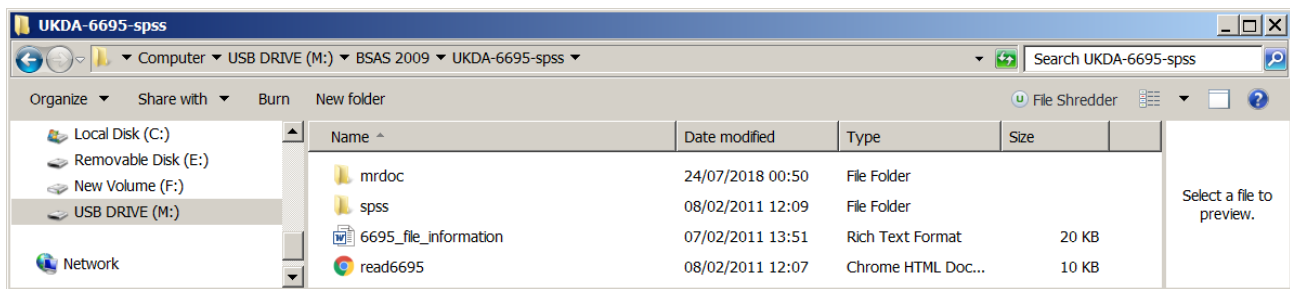 UKDA-6695-spss
Computer USB DRIVE (M:) BSAS 2009 UKDA-6695-spss Search UKDA-6695-spss
Organize Share with Burn New folder File Shredder
Local Disk (C:)
Removable Disk (E:)
New Volume (F:)
USB DRIVE (M:)
Network
Name Date modified Type Size
mrdoc 24/07/2018 00:50 File Folder
spss 08/02/2011 12:09 File Folder
6695_file_information 07/02/2011 13:51 Rich Text Format 20 KB
read6695 08/02/2011 12:07 Chrome HTML Doc... 10 KB
Select a file to
preview.